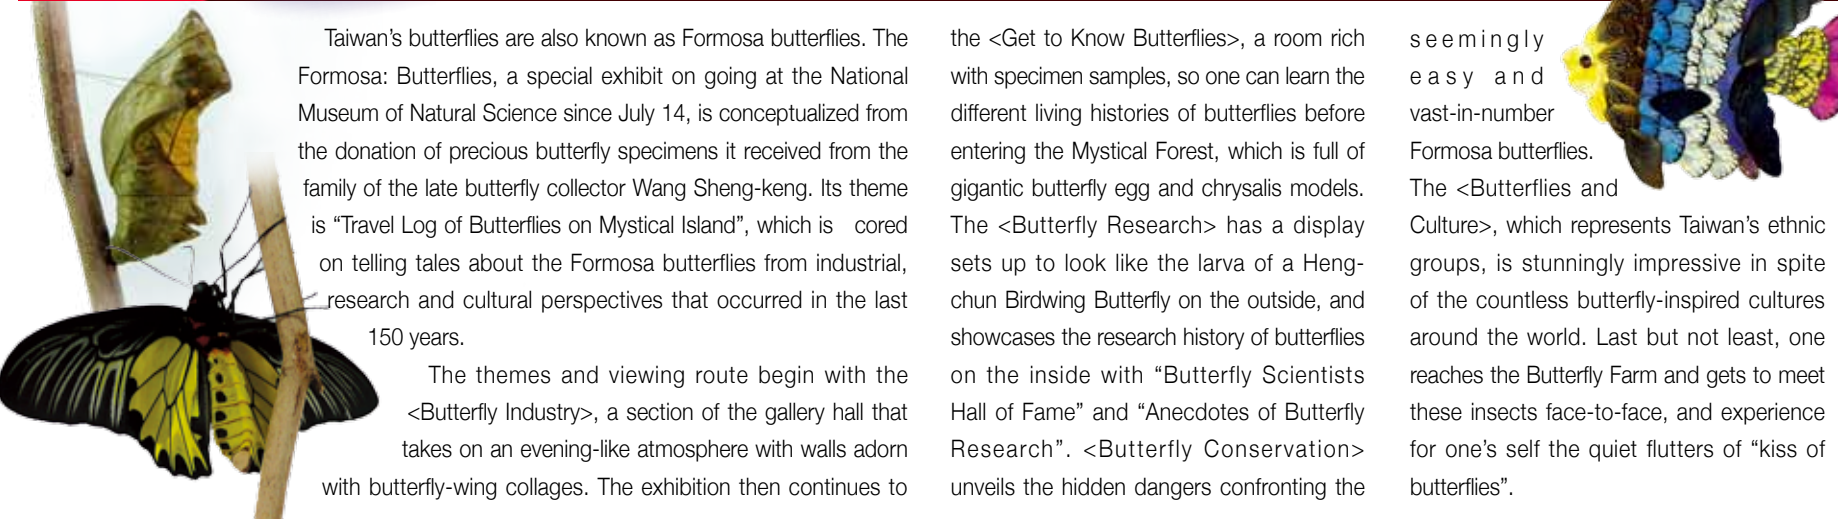 Taiwan's butterflies are also known as Formosa butterflies. The
Formosa: Butterflies, a special exhibit on going at the National
Museum of Natural Science since July 14, is conceptualized from
the donation of precious butterfly specimens it received from the
family of the late butterfly collector Wang Sheng-keng. Its theme
is “Travel Log of Butterflies on Mystical Island”, which is cored
on telling tales about the Formosa butterflies from industrial,
research and cultural perspectives that occurred in the last
150 years.
The themes and viewing route begin with the
<Butterfly Industry>, a section of the gallery hall that
takes on an evening-like atmosphere with walls adorn
with butterfly-wing collages. The exhibition then continues to
the <Get to Know Butterflies>, a room rich
with specimen samples, so one can learn the
different living histories of butterflies before
entering the Mystical Forest, which is full of
gigantic butterfly egg and chrysalis models.
The <Butterfly Research> has a display
sets up to look like the larva of a Heng-
chun Birdwing Butterfly on the outside, and
showcases the research history of butterflies
on the inside with “Butterfly Scientists
Hall of Fame” and “Anecdotes of Butterfly
Research”. <Butterfly Conservation>
unveils the hidden dangers confronting the
seemingly
easy and
vast-in-number
Formosa butterflies.
The <Butterflies and
Culture>, which represents Taiwan's ethnic
groups, is stunningly impressive in spite
of the countless butterfly-inspired cultures
around the world. Last but not least, one
reaches the Butterfly Farm and gets to meet
these insects face-to-face, and experience
for one's self the quiet flutters of “kiss of
butterflies”.